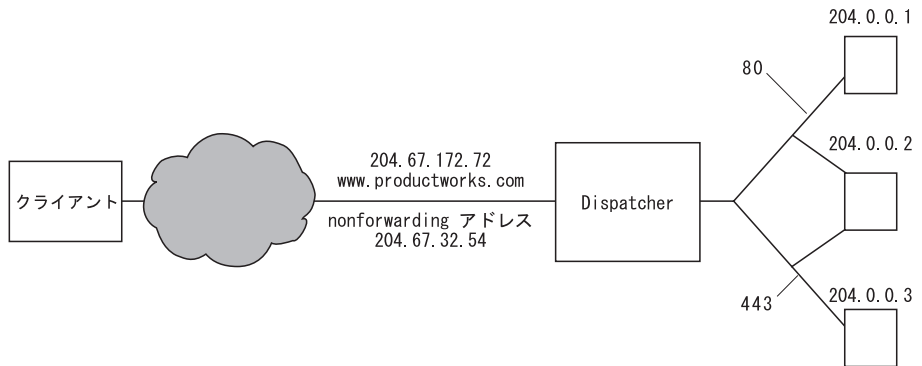 204.0.0.1
80
204.0.0.2
204.67.172.72
www.productworks.com
クライアント
Dispatcher
nonforwarding アドレス
204.67.32.54
443
204.0.0.3